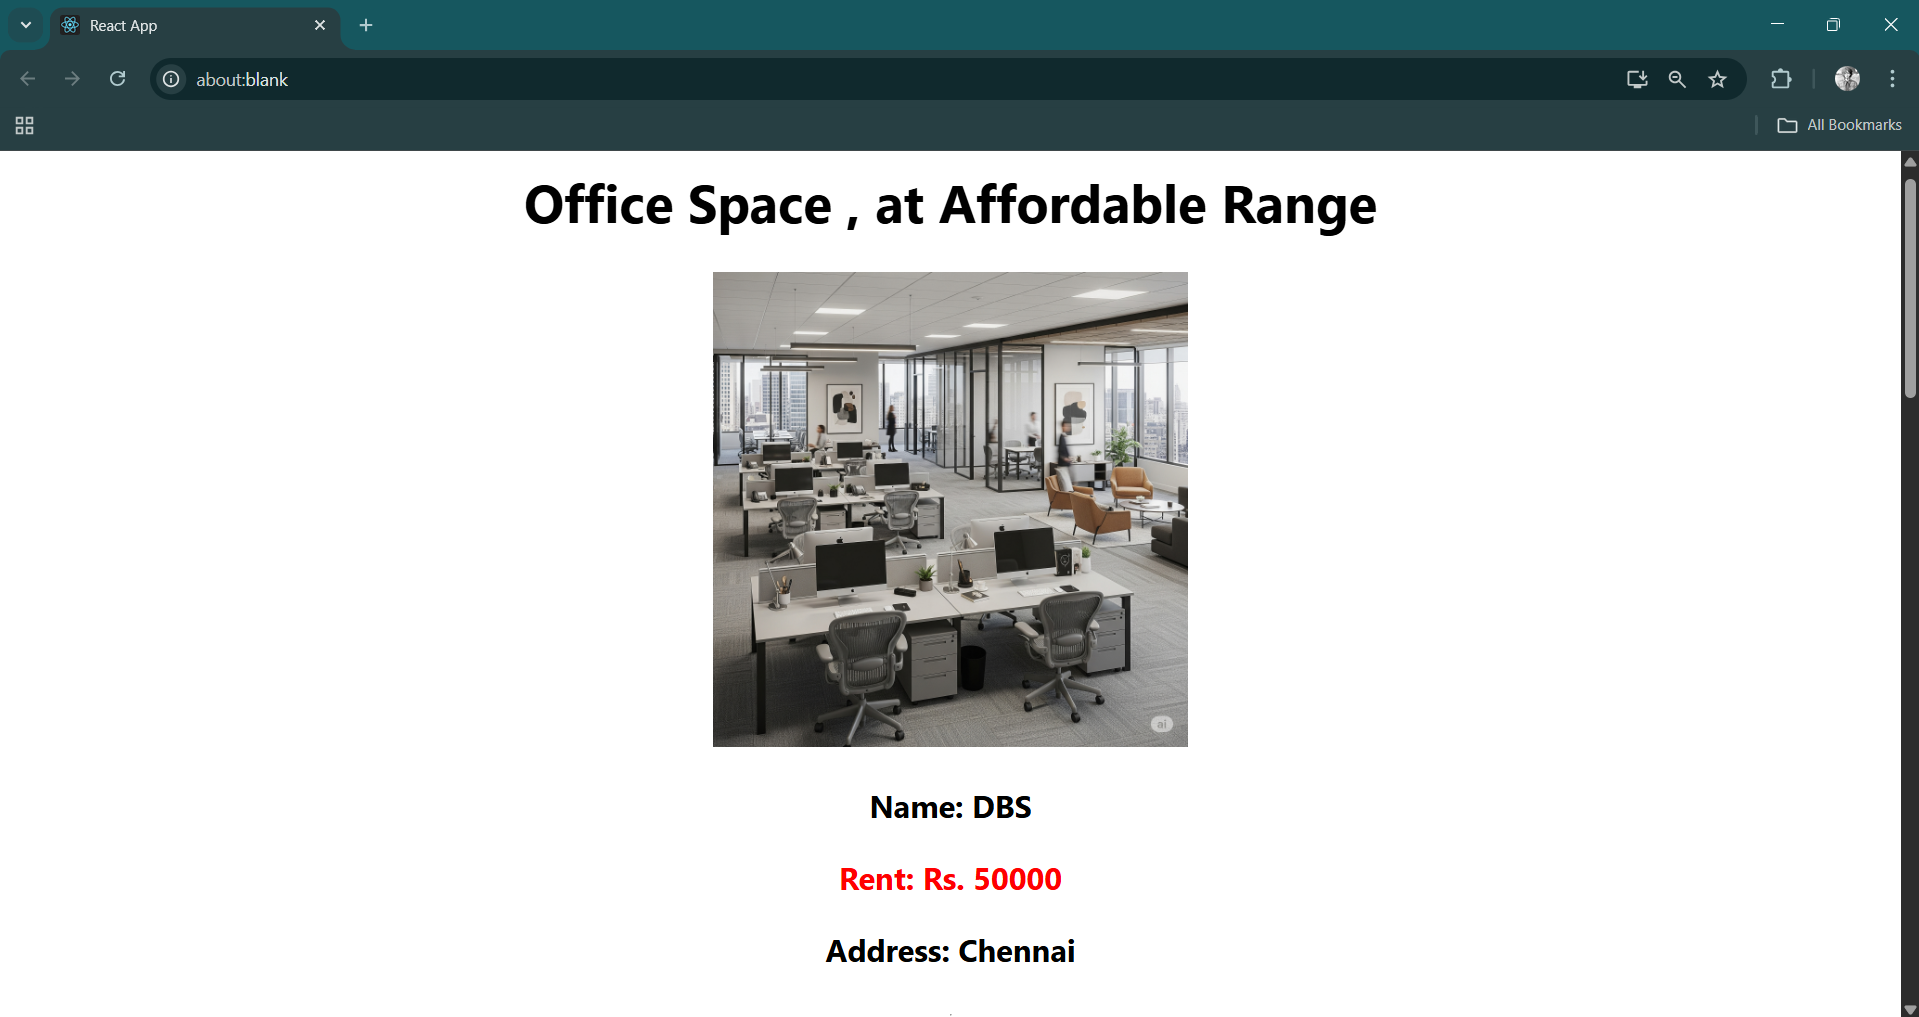 React App
about:blank
All Bookmarks
Office Space , at Affordable Range
ai
Name: DBS
Rent: Rs. 50000
Address: Chennai